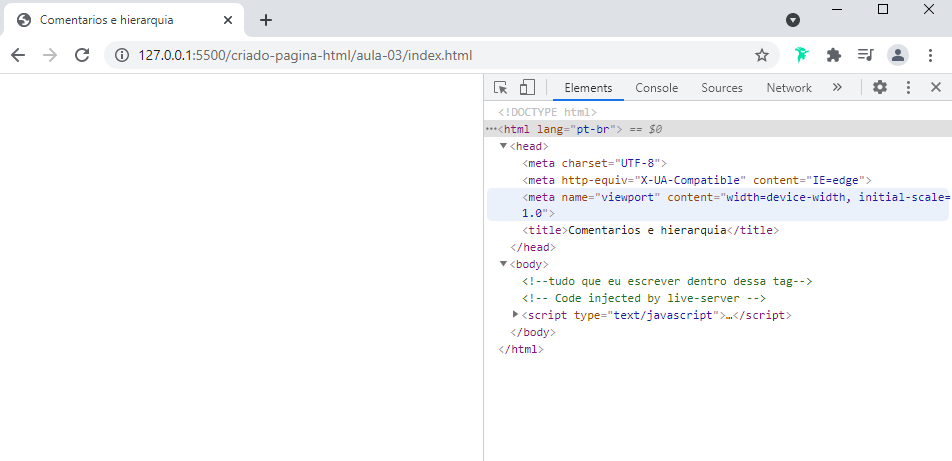 Comentarios e hierarquia
127.0.0.1:5500/criado-pagina-html/aula-03/index.html
Elements Console Sources Network
<!DOCTYPE html>
<html lang="pt-br"> == $0
<head>
<meta charset="UTF-8">
<meta http-equiv="X-UA-Compatible" content="IE=edge">
<meta name="viewport" content="width=device-width, initial-scale=
1.0">
<title>Comentarios e hierarquia</title>
</head>
<body>
<!--tudo que eu escrever dentro dessa tag-->
<!-- Code injected by live-server -->
<script type="text/javascript">…</script>
</body>
</html>